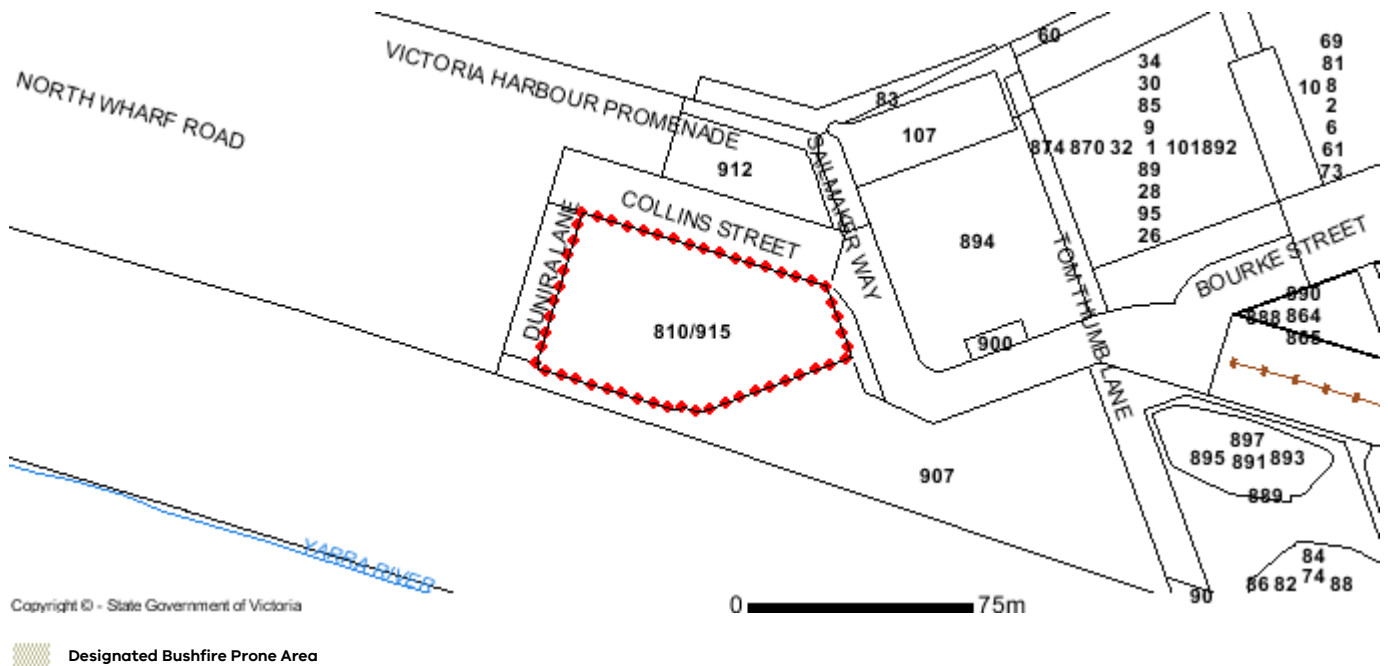 NORTH WHARF ROAD
VICTORIA HARBOUR PROMENADE
60
83
107
912
34
30
85
9
874 870 32 1 101892
89
28
95
26
69
81
10 8
2
6
61
73
DUNIRA LANE
COLLINS STREET
SAILMAKER WAY
894
TOM THUMB LANE
BOURKE STREET
810/915
900
890
888 864
865
907
897
895 891 893
889
84
86 82 74 88
90
YARRA RIVER
Copyright © - State Government of Victoria
0 75m
Designated Bushfire Prone Area